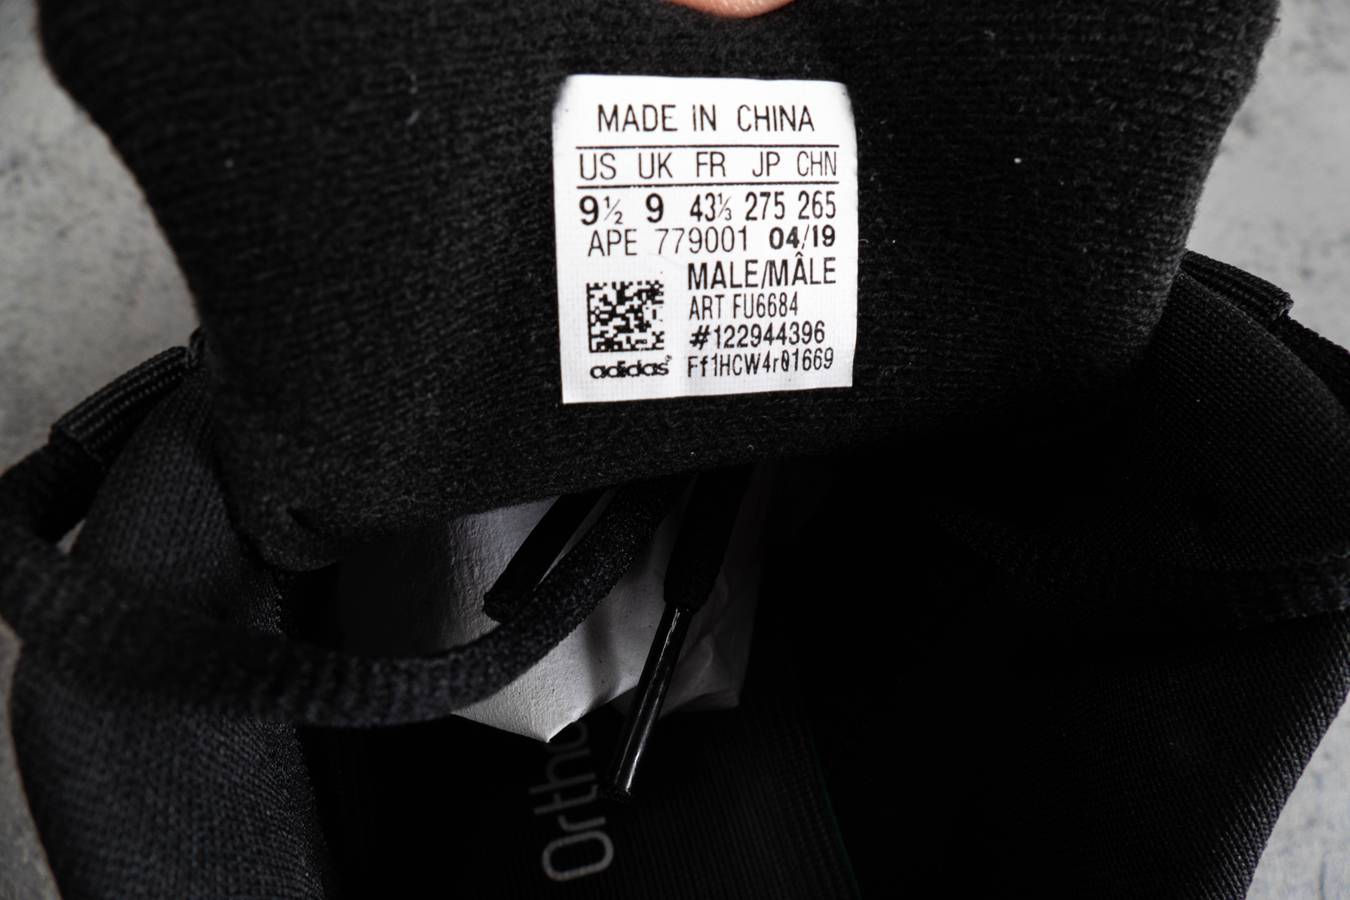 MADE IN CHINA
US UK FR JP CHN
9½ 9 43⅓ 275 265
APE 779001 04/19
MALE/MÂLE
ART FU6684
#122944396
adidas® Ff1HCW4r01669
Ortho